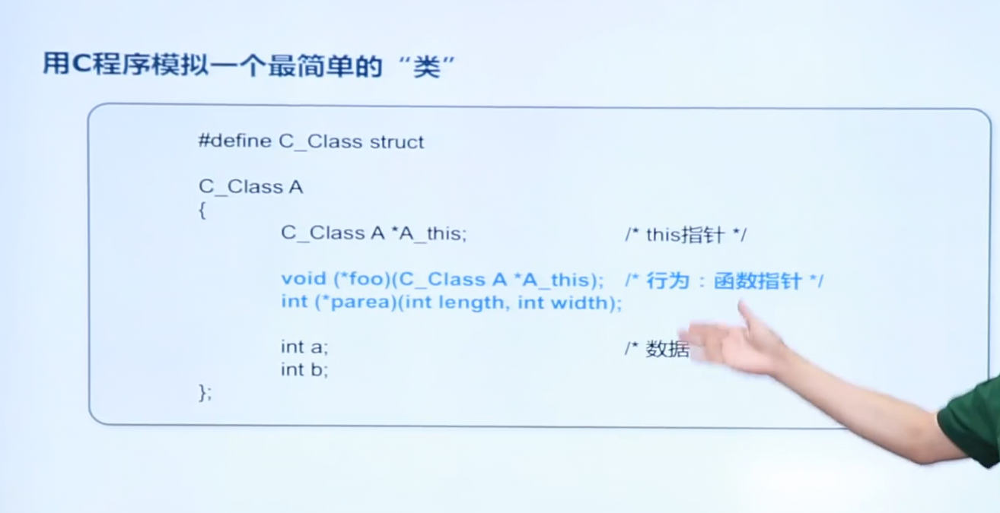 用C程序模拟一个最简单的“类”
#define C_Class struct
C_Class A
{
C_Class A *A_this; /* this指针 */
void (*foo)(C_Class A *A_this); /* 行为：函数指针 */
int (*parea)(int length, int width);
int a; /* 数据
int b;
};